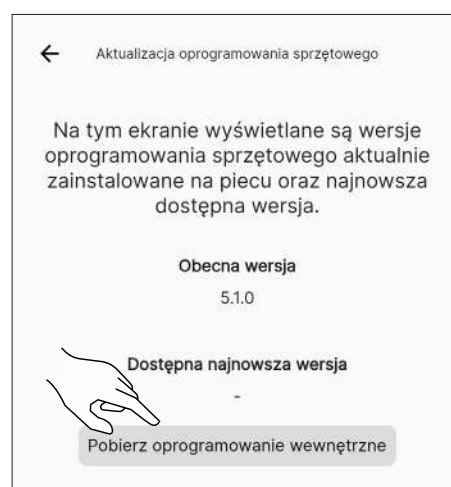 Aktualizacja oprogramowania sprzętowego
Na tym ekranie wyświetlane są wersje
oprogramowania sprzętowego aktualnie
zainstalowane na piecu oraz najnowsza
dostępna wersja.
Obecna wersja
5.1.0
Dostępna najnowsza wersja
-
Pobierz oprogramowanie wewnętrzne